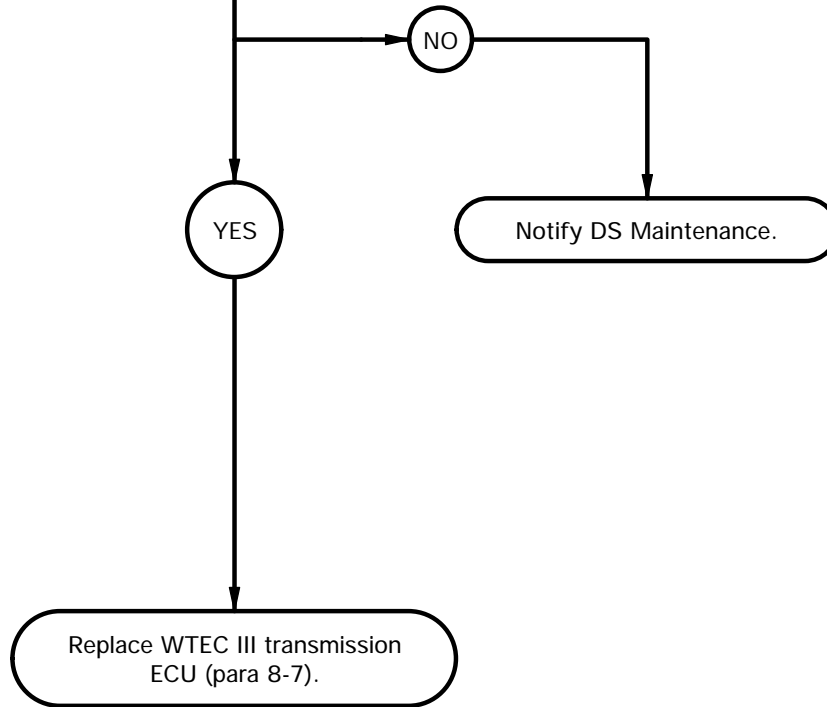 NO
YES
Notify DS Maintenance.
Replace WTEC III transmission
ECU (para 8-7).